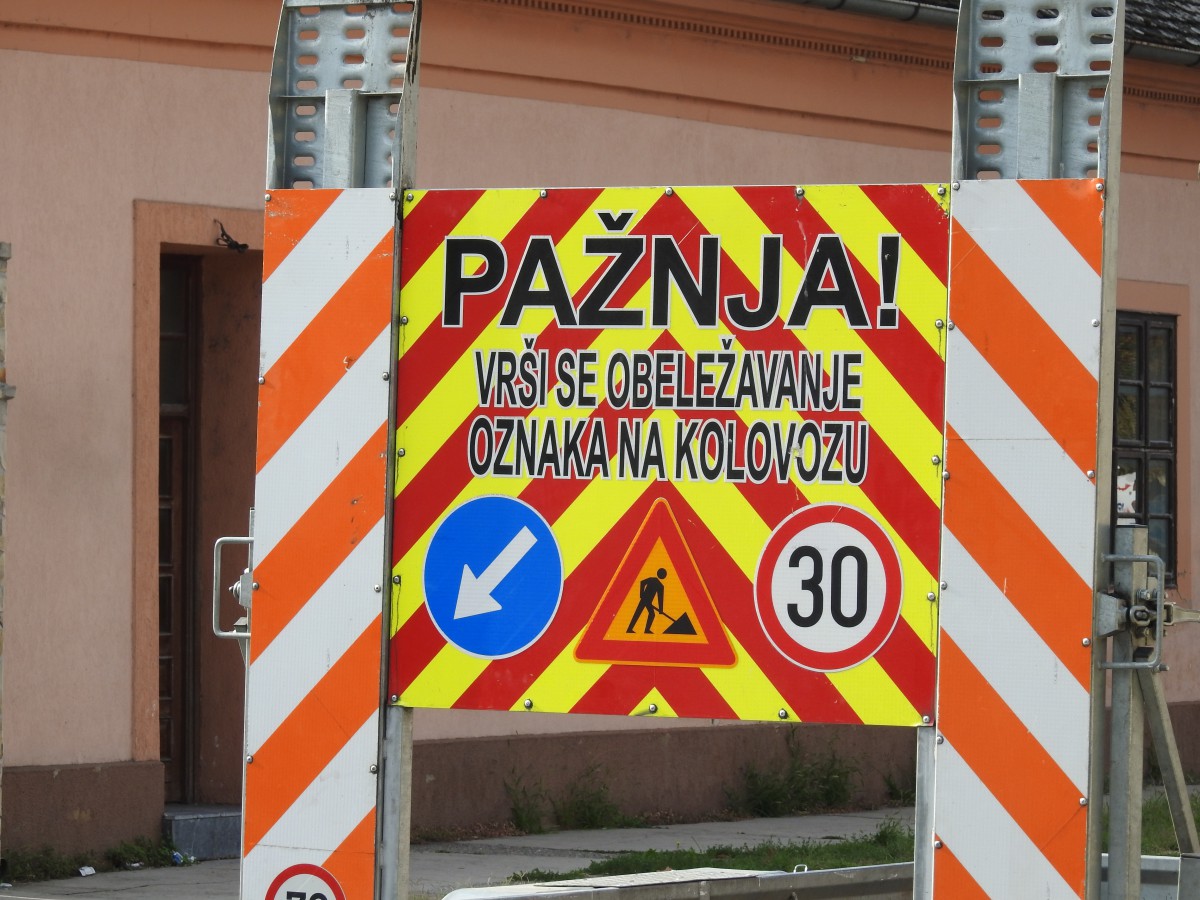 PAŽNJA!
VRŠI SE OBELEŽAVANJE
OZNAKA NA KOLOVOZU
30